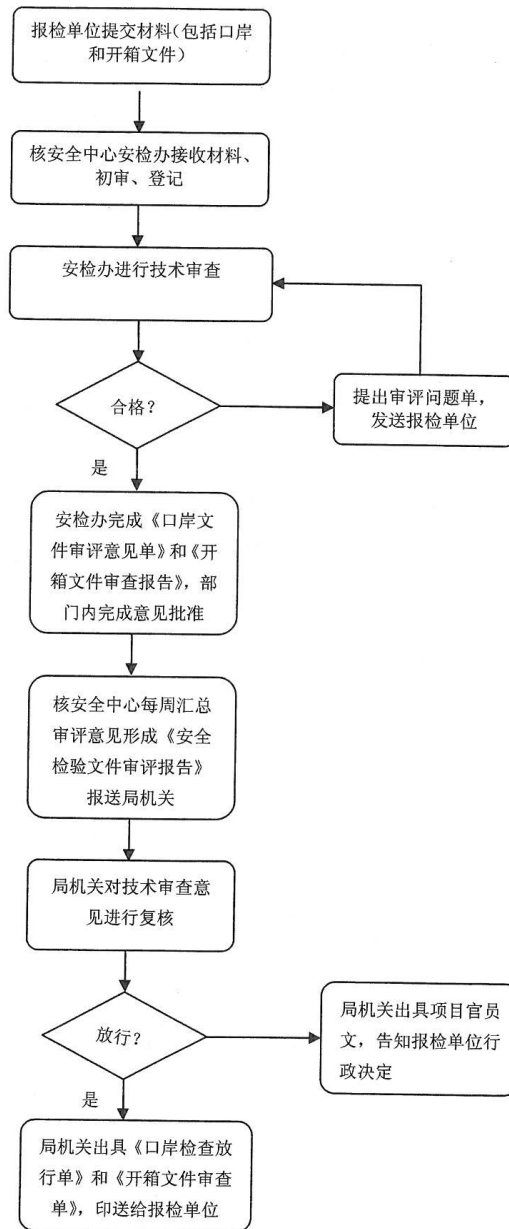 报检单位提交材料（包括口岸
和开箱文件）
核安全中心安检办接收材料、
初审、登记
安检办进行技术审查
合格？
提出审评问题单，
发送报检单位
是
安检办完成《口岸文
件审评意见单》和《开
箱文件审查报告》，部
门内完成意见批准
核安全中心每周汇总
审评意见形成《安全
检验文件审评报告》
报送局机关
局机关对技术审查意
见进行复核
放行？
局机关出具项目官员
文，告知报检单位行
政决定
是
局机关出具《口岸检查放
行单》和《开箱文件审查
单》，印送给报检单位